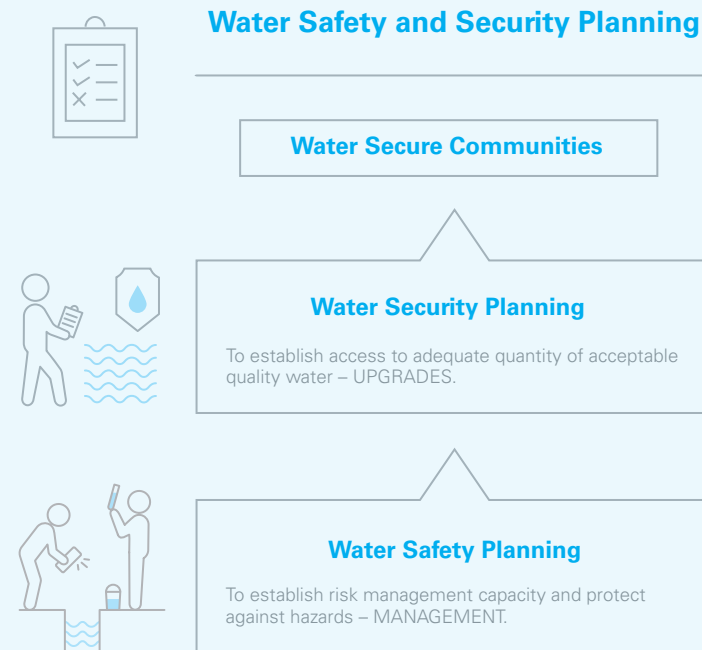 Water Safety and Security Planning
Water Secure Communities
Water Security Planning
To establish access to adequate quantity of acceptable
quality water – UPGRADES.
Water Safety Planning
To establish risk management capacity and protect
against hazards – MANAGEMENT.